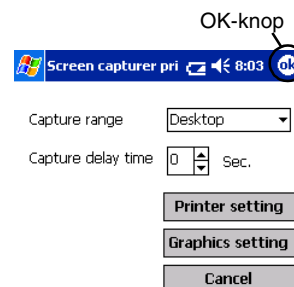 OK-knop
Screen capturer pri 8:03 ok
Capture range Desktop
Capture delay time 0 Sec.
Printer setting
Graphics setting
Cancel